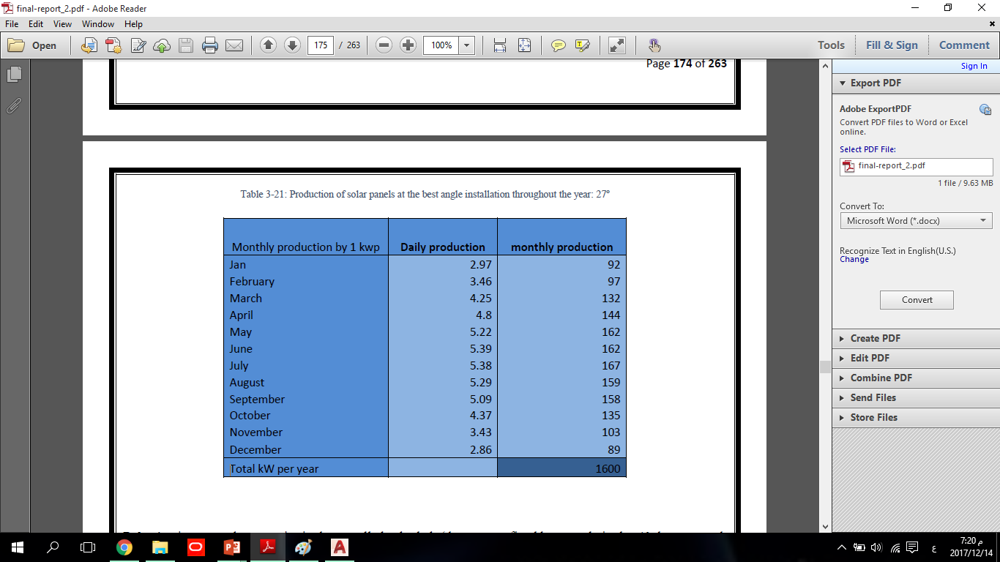 final-report_2.pdf - Adobe Reader
File Edit View Window Help
Open 175 / 263 100% Tools Fill & Sign Comment
Sign In
Export PDF
Adobe ExportPDF
Convert PDF files to Word or Excel
online.
Select PDF File:
final-report_2.pdf
1 file / 9.63 MB
Convert To:
Microsoft Word (*.docx)
Recognize Text in English(U.S.)
Change
Convert
Create PDF
Edit PDF
Combine PDF
Send Files
Store Files
Page 174 of 263
Table 3-21: Production of solar panels at the best angle installation throughout the year: 27º
Monthly production by 1 kwp Daily production monthly production
Jan 2.97 92
February 3.46 97
March 4.25 132
April 4.8 144
May 5.22 162
June 5.39 162
July 5.38 167
August 5.29 159
September 5.09 158
October 4.37 135
November 3.43 103
December 2.86 89
Total kW per year 1600
ع
7:20 م
2017/12/14